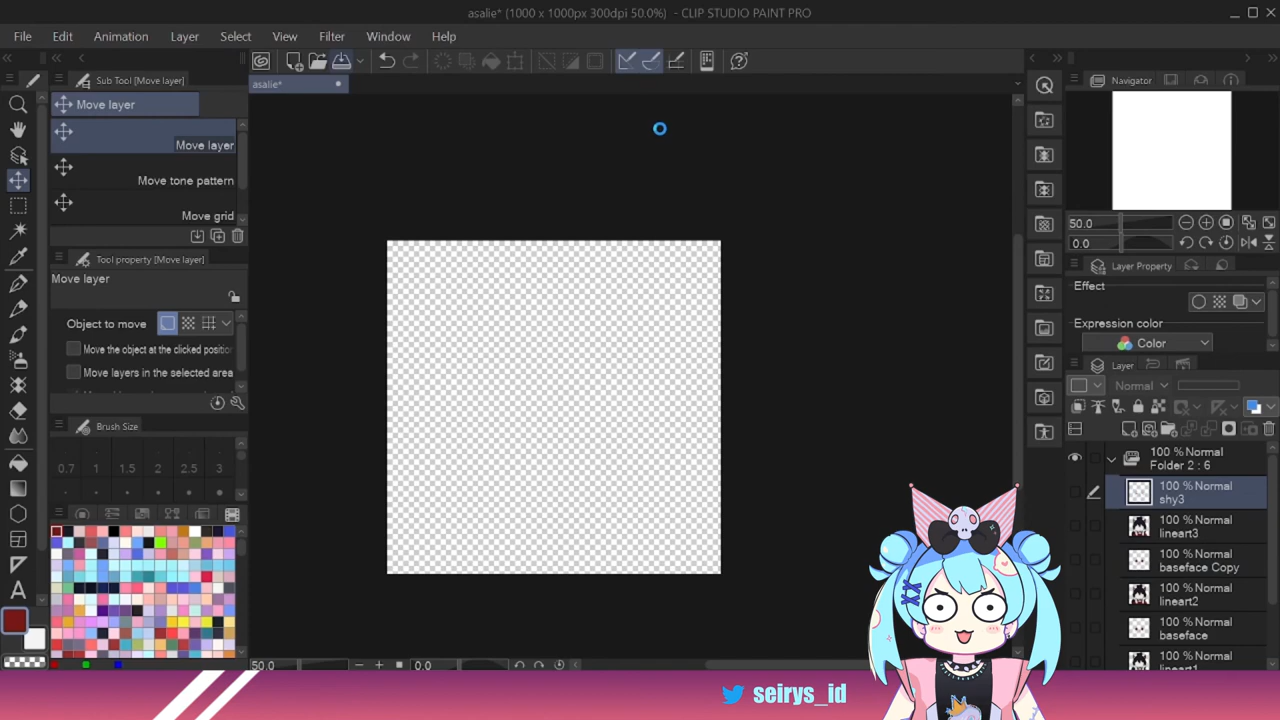 asalie* (1000 x 1000px 300dpi 50.0%) - CLIP STUDIO PAINT PRO
File Edit Animation Layer Select View Filter Window Help
asalie*
Sub Tool [Move layer]
Move layer
Move layer
Move tone pattern
Move grid
Tool property [Move layer]
Move layer
Object to move
Move the object at the clicked positio
Move layers in the selected area
Brush Size
0.7 1 1.5 2 2.5 3
50.0
0.0
Navigator
50.0
0.0
Layer Property
Effect
Expression color
Color
Layer
Normal
100 % Normal
Folder 2 : 6
100 % Normal
shy3
100 % Normal
lineart3
100 % Normal
baseface Copy
100 % Normal
lineart2
100 % Normal
baseface
100 % Normal
lineart1
seirys_id